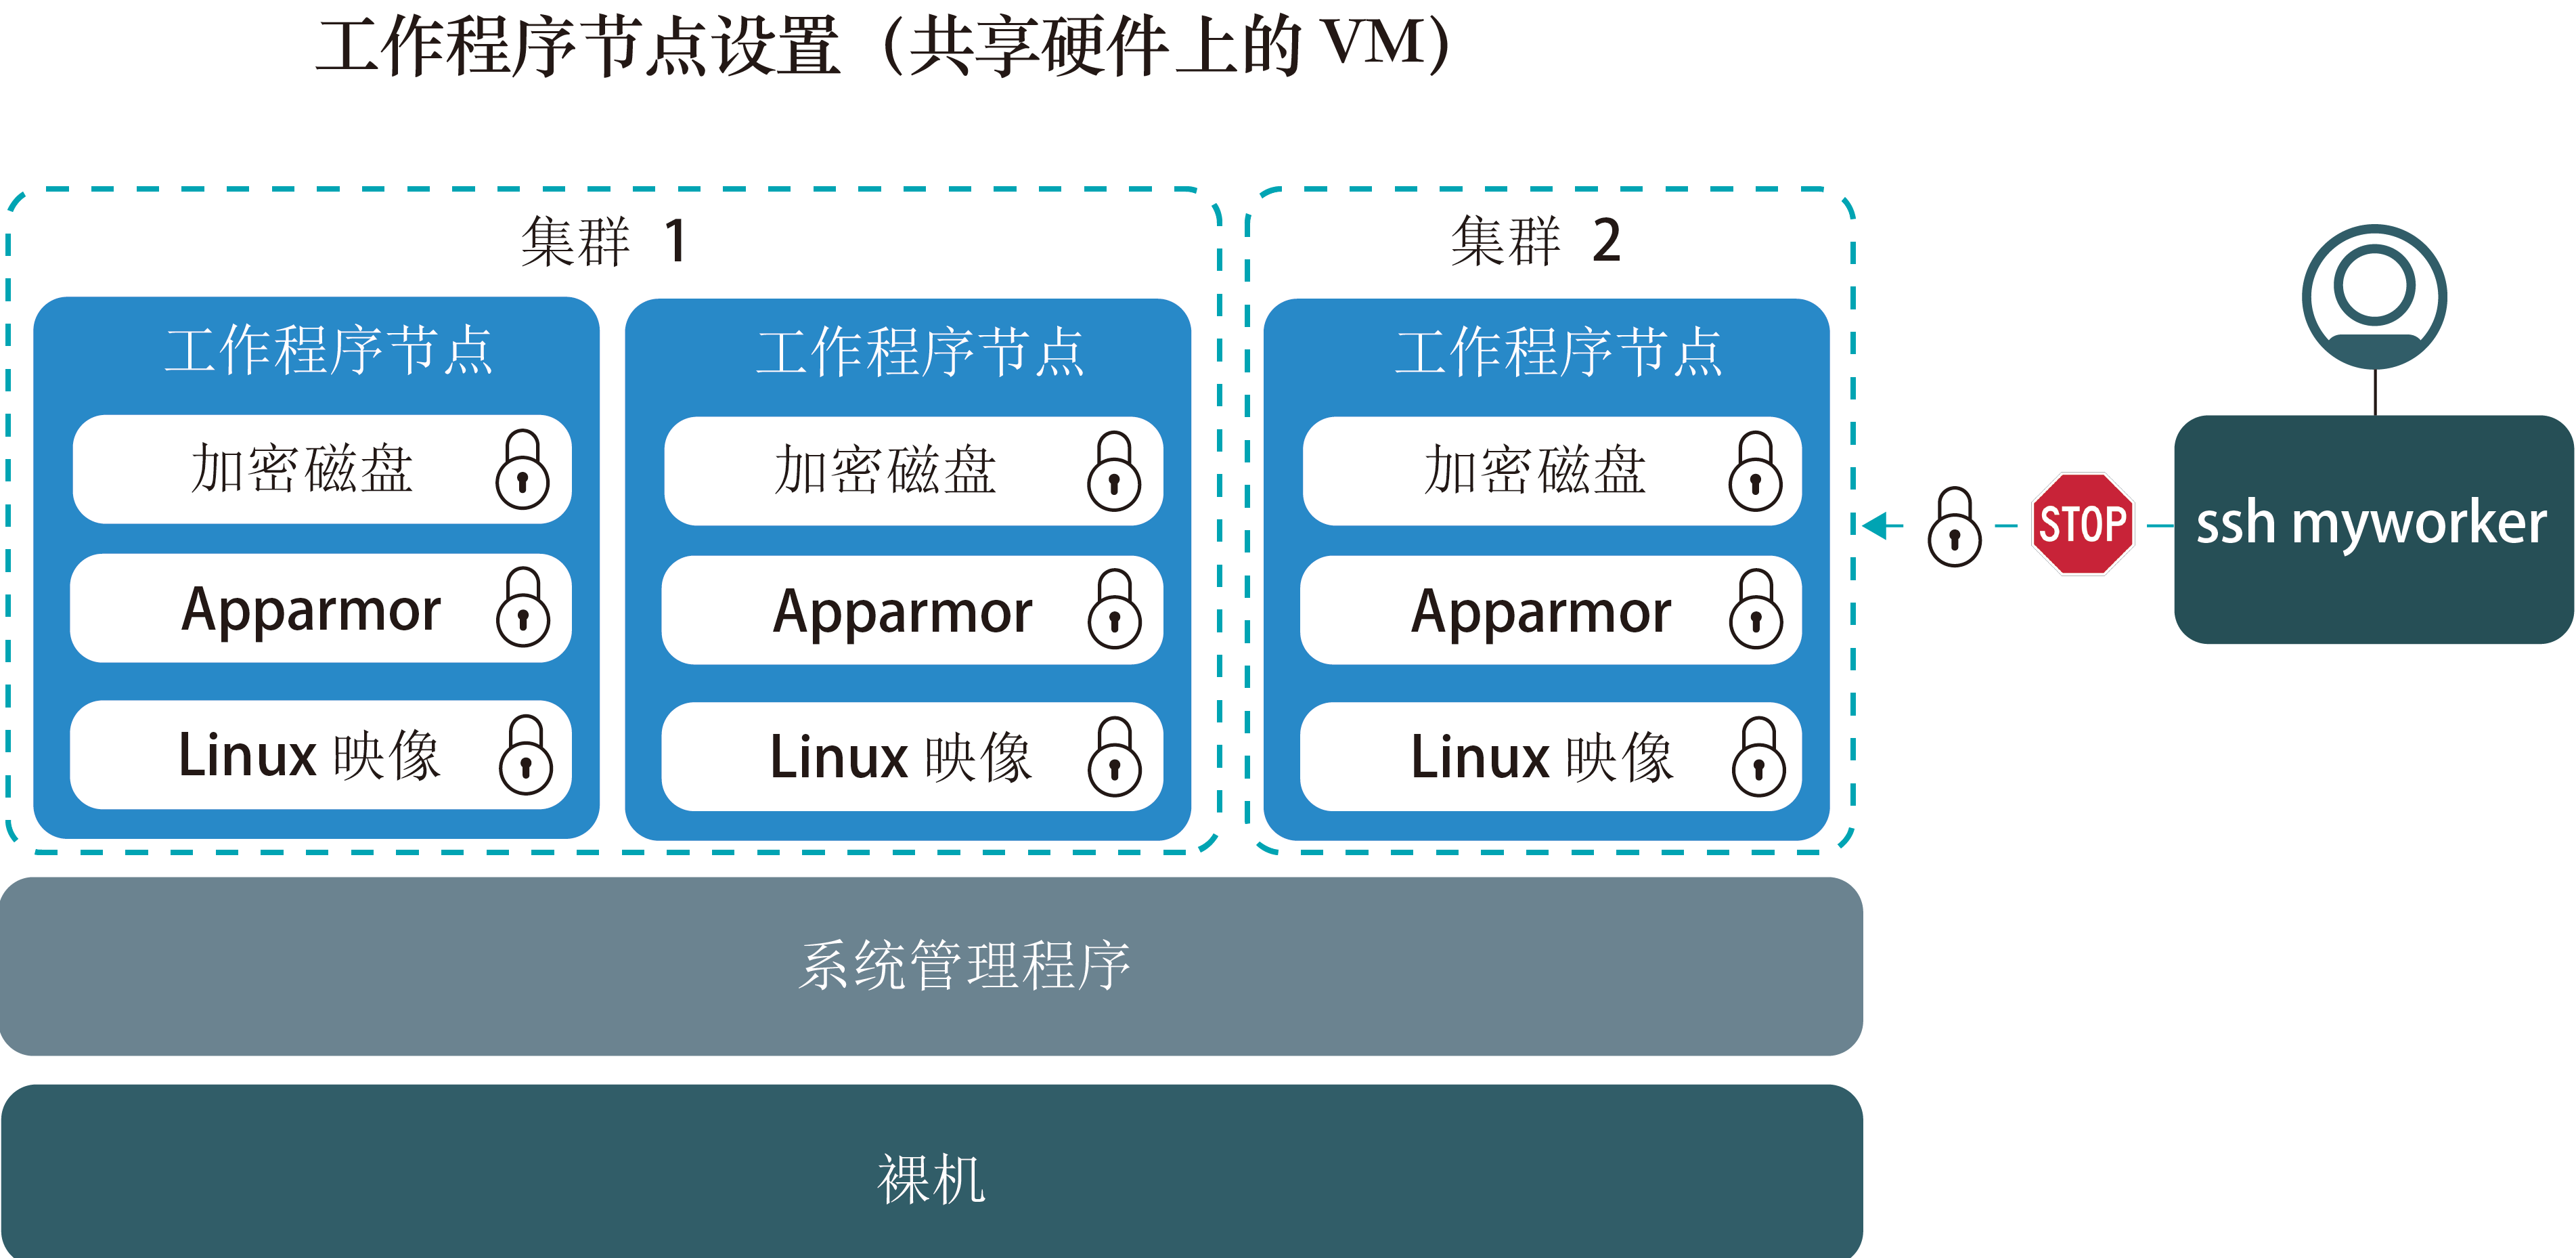 工作程序节点设置（共享硬件上的 VM）
集群 1
集群 2
工作程序节点
工作程序节点
工作程序节点
加密磁盘
加密磁盘
加密磁盘
STOP
ssh myworker
Apparmor
Apparmor
Apparmor
Linux 映像
Linux 映像
Linux 映像
系统管理程序
裸机